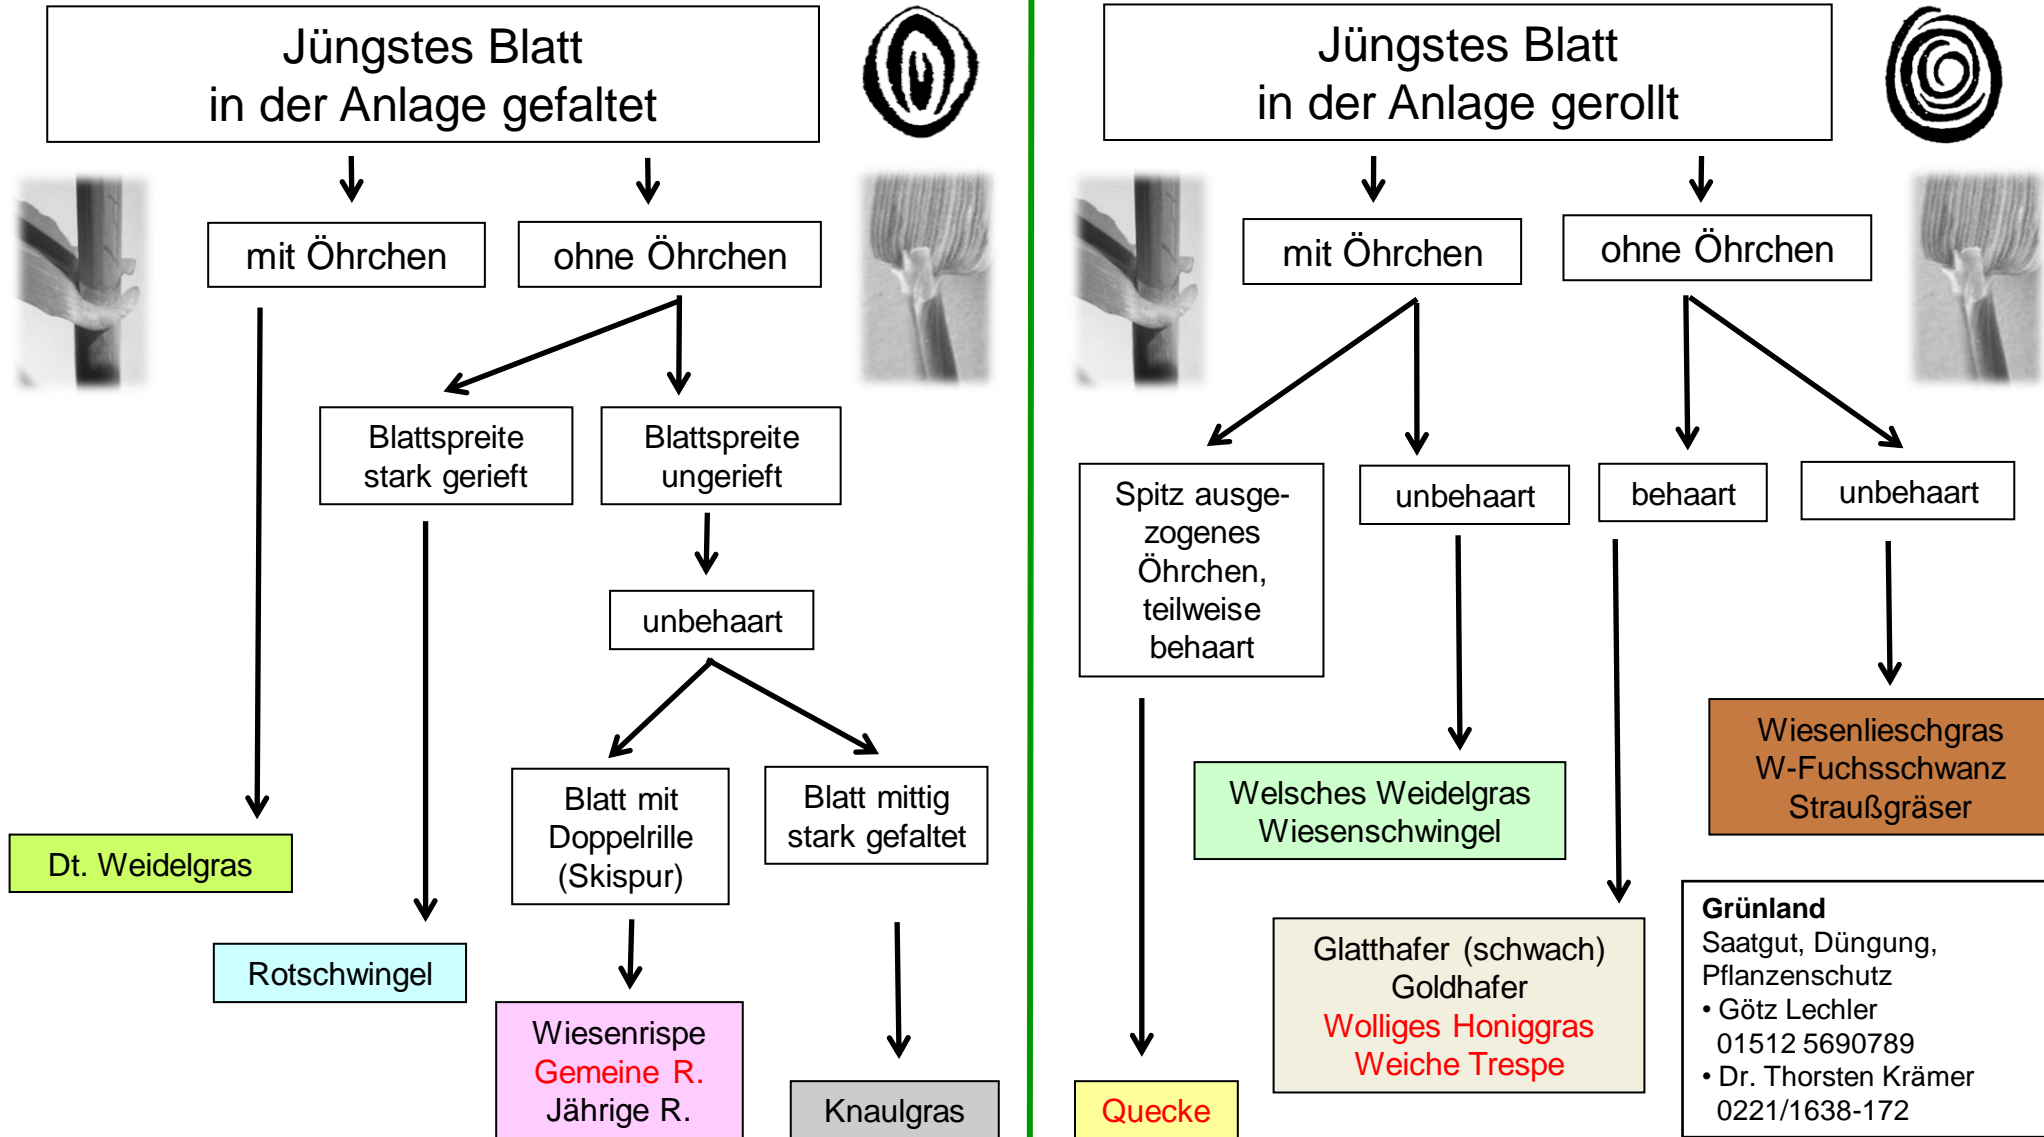 Jüngstes Blatt
in der Anlage gefaltet
mit Öhrchen
ohne Öhrchen
Blattspreite
stark gerieft
Blattspreite
ungerieft
unbehaart
Blatt mit
Doppelrille
(Skispur)
Blatt mittig
stark gefaltet
Dt. Weidelgras
Rotschwingel
Wiesenrispe
Gemeine R.
Jährige R.
Knaulgras
Jüngstes Blatt
in der Anlage gerollt
mit Öhrchen
ohne Öhrchen
Spitz ausge-
zogenes
Öhrchen,
teilweise
behaart
unbehaart
behaart
unbehaart
Wiesenlieschgras
W-Fuchsschwanz
Straußgräser
Welsches Weidelgras
Wiesenschwingel
Glatthafer (schwach)
Goldhafer
Wolliges Honiggras
Weiche Trespe
Quecke
Grünland
Saatgut, Düngung,
Pflanzenschutz
• Götz Lechler
01512 5690789
• Dr. Thorsten Krämer
0221/1638-172